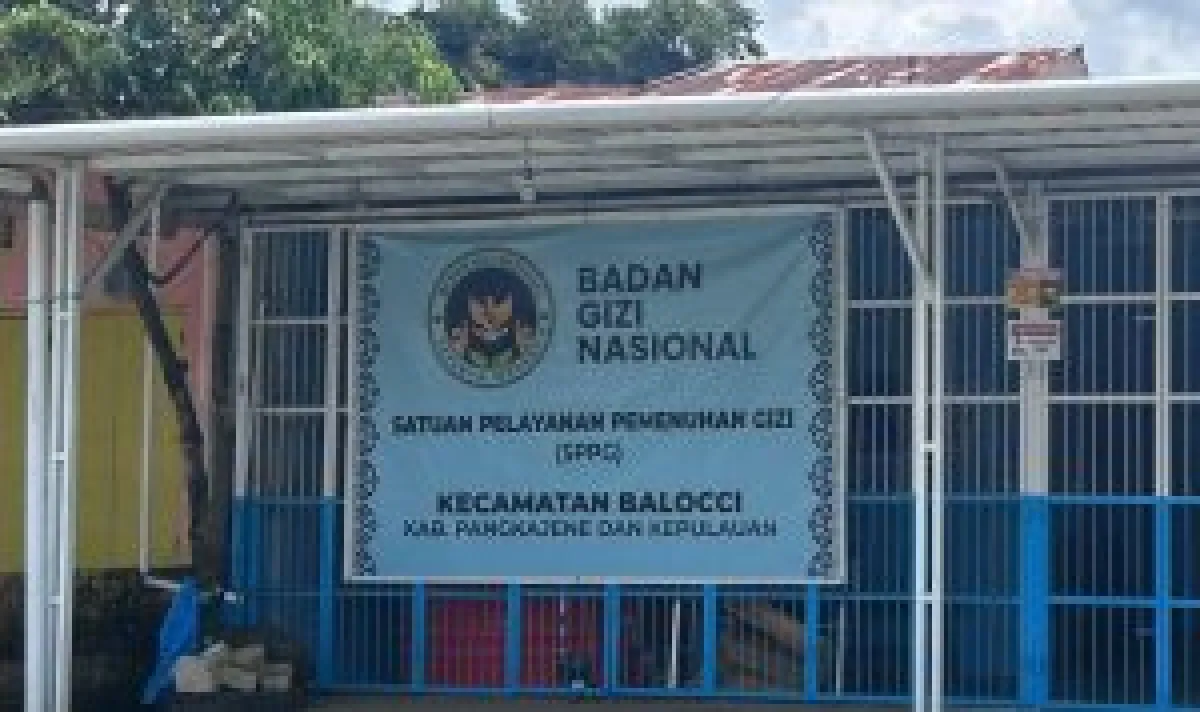 BADAN
GIZI
NASIONAL
SATUAN PELAYANAN PEMENUHAN GIZI
(SPPG)
KECAMATAN BALOCCI
KAB. PANGKAJENE DAN KEPULAUAN